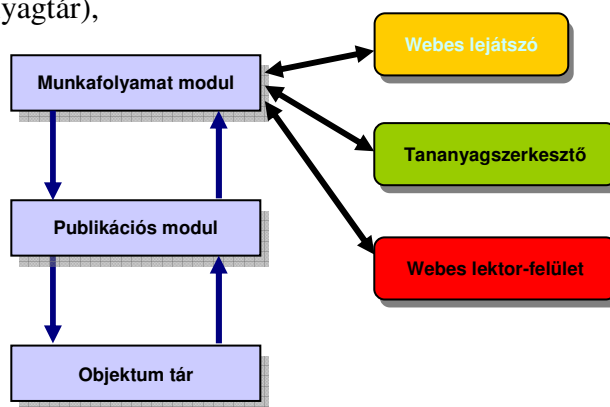 yagtár),
Webes lejátszó
Munkafolyamat modul
Tananyagszerkesztő
Publikációs modul
Webes lektor-felület
Objektum tár